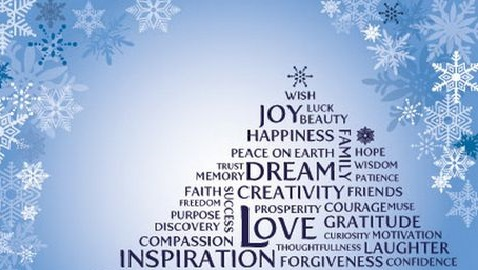 WISH
JOY LUCK
BEAUTY
HAPPINESS FAMILY
PEACE ON EARTH HOPE
TRUST DREAM WISDOM
MEMORY PATIENCE
FAITH SUCCESS CREATIVITY FRIENDS
FREEDOM
PROSPERITY COURAGE MUSE
PURPOSE
DISCOVERY LOVE GRATITUDE
CURIOSITY MOTIVATION
COMPASSION THOUGHTFULNESS LAUGHTER
INSPIRATION FORGIVENESS CONFIDENCE